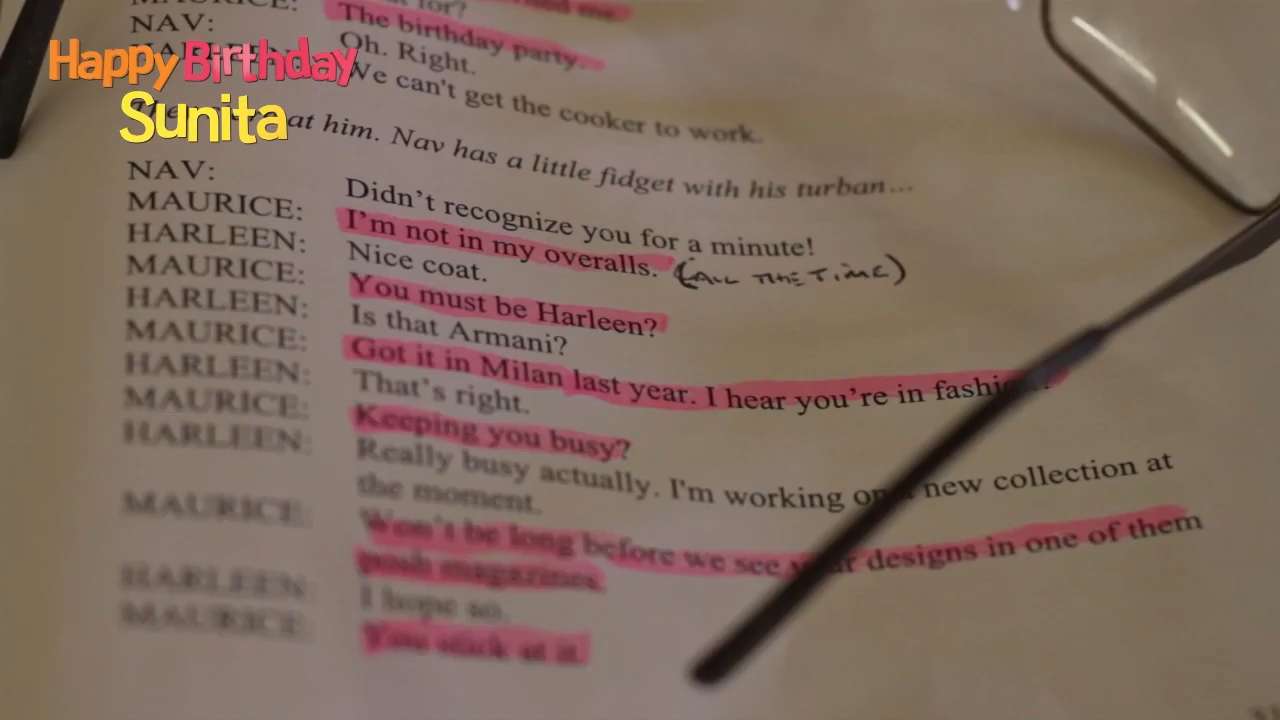 Happy Birthday
Sunita
for?
NAV: The birthday party.
Oh. Right.
We can't get the cooker to work.
at him. Nav has a little fidget with his turban...
NAV: Didn't recognize you for a minute!
MAURICE: I'm not in my overalls. (ALL THE TIME)
HARLEEN: Nice coat.
MAURICE: You must be Harleen?
HARLEEN: Is that Armani?
MAURICE: Got it in Milan last year. I hear you're in
HARLEEN: That's right.
MAURICE: Keeping you busy?
HARLEEN: Really busy actually. I'm working on new collection at
the moment.
MAURICE: Won't be long before we see your designs in one of them
posh magazines.
HARLEEN: I hope so.
MAURICE: You stick at it.